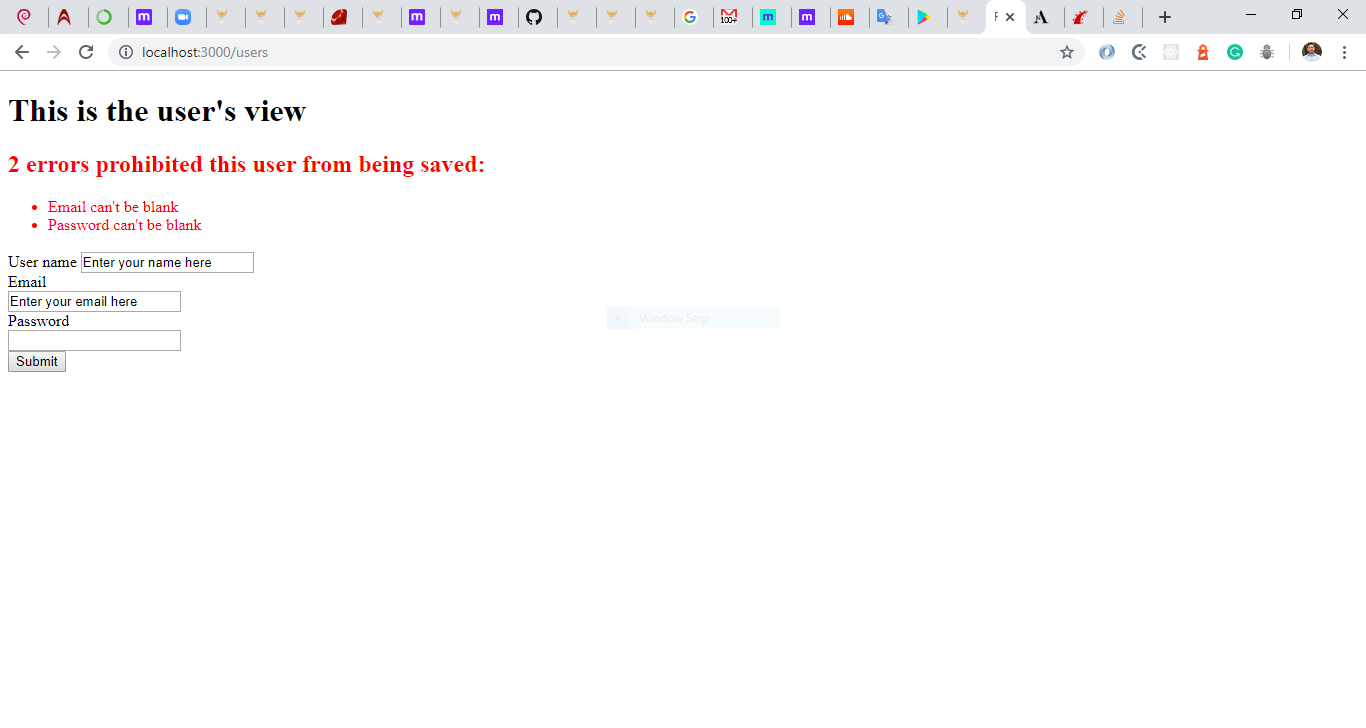 100+
F
localhost:3000/users
This is the user's view
2 errors prohibited this user from being saved:
Email can't be blank
Password can't be blank
User name Enter your name here
Email
Enter your email here
Password
Window Snip
Submit